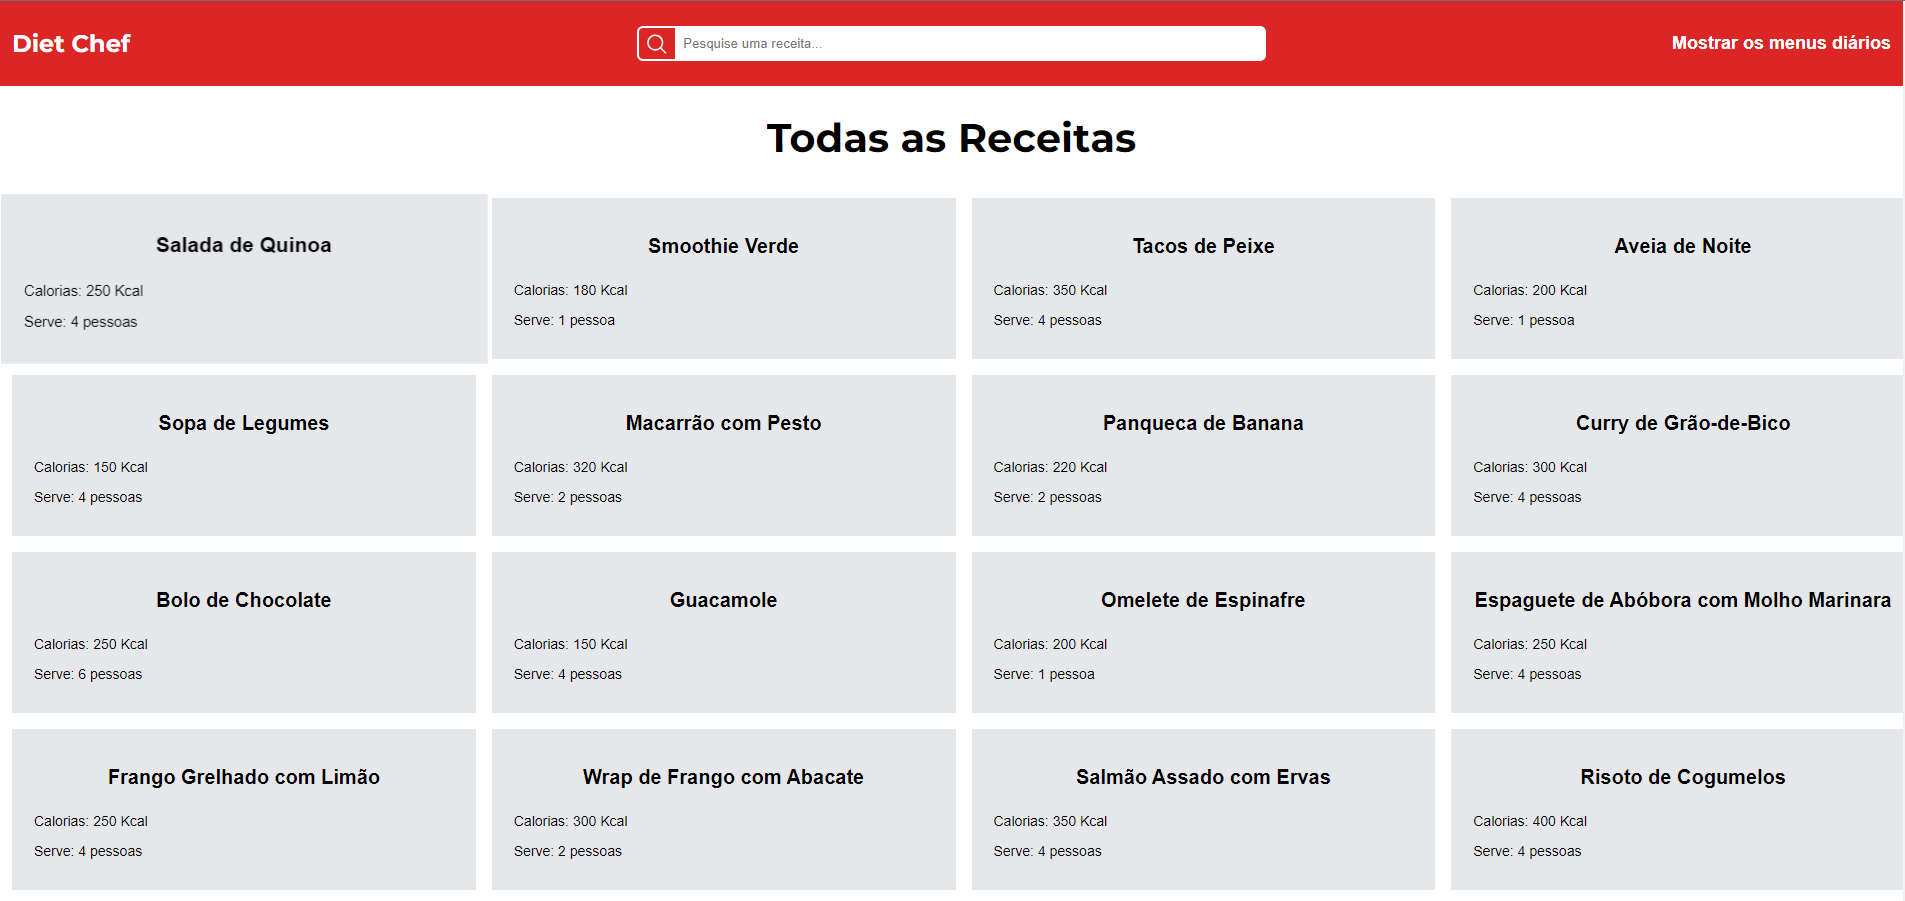 Diet Chef
Pesquise uma receita...
Mostrar os menus diários
Todas as Receitas
Salada de Quinoa
Calorias: 250 Kcal
Serve: 4 pessoas
Smoothie Verde
Calorias: 180 Kcal
Serve: 1 pessoa
Tacos de Peixe
Calorias: 350 Kcal
Serve: 4 pessoas
Aveia de Noite
Calorias: 200 Kcal
Serve: 1 pessoa
Sopa de Legumes
Calorias: 150 Kcal
Serve: 4 pessoas
Macarrão com Pesto
Calorias: 320 Kcal
Serve: 2 pessoas
Panqueca de Banana
Calorias: 220 Kcal
Serve: 2 pessoas
Curry de Grão-de-Bico
Calorias: 300 Kcal
Serve: 4 pessoas
Bolo de Chocolate
Calorias: 250 Kcal
Serve: 6 pessoas
Guacamole
Calorias: 150 Kcal
Serve: 4 pessoas
Omelete de Espinafre
Calorias: 200 Kcal
Serve: 1 pessoa
Espaguete de Abóbora com Molho Marinara
Calorias: 250 Kcal
Serve: 4 pessoas
Frango Grelhado com Limão
Calorias: 250 Kcal
Serve: 4 pessoas
Wrap de Frango com Abacate
Calorias: 300 Kcal
Serve: 2 pessoas
Salmão Assado com Ervas
Calorias: 350 Kcal
Serve: 4 pessoas
Risoto de Cogumelos
Calorias: 400 Kcal
Serve: 4 pessoas